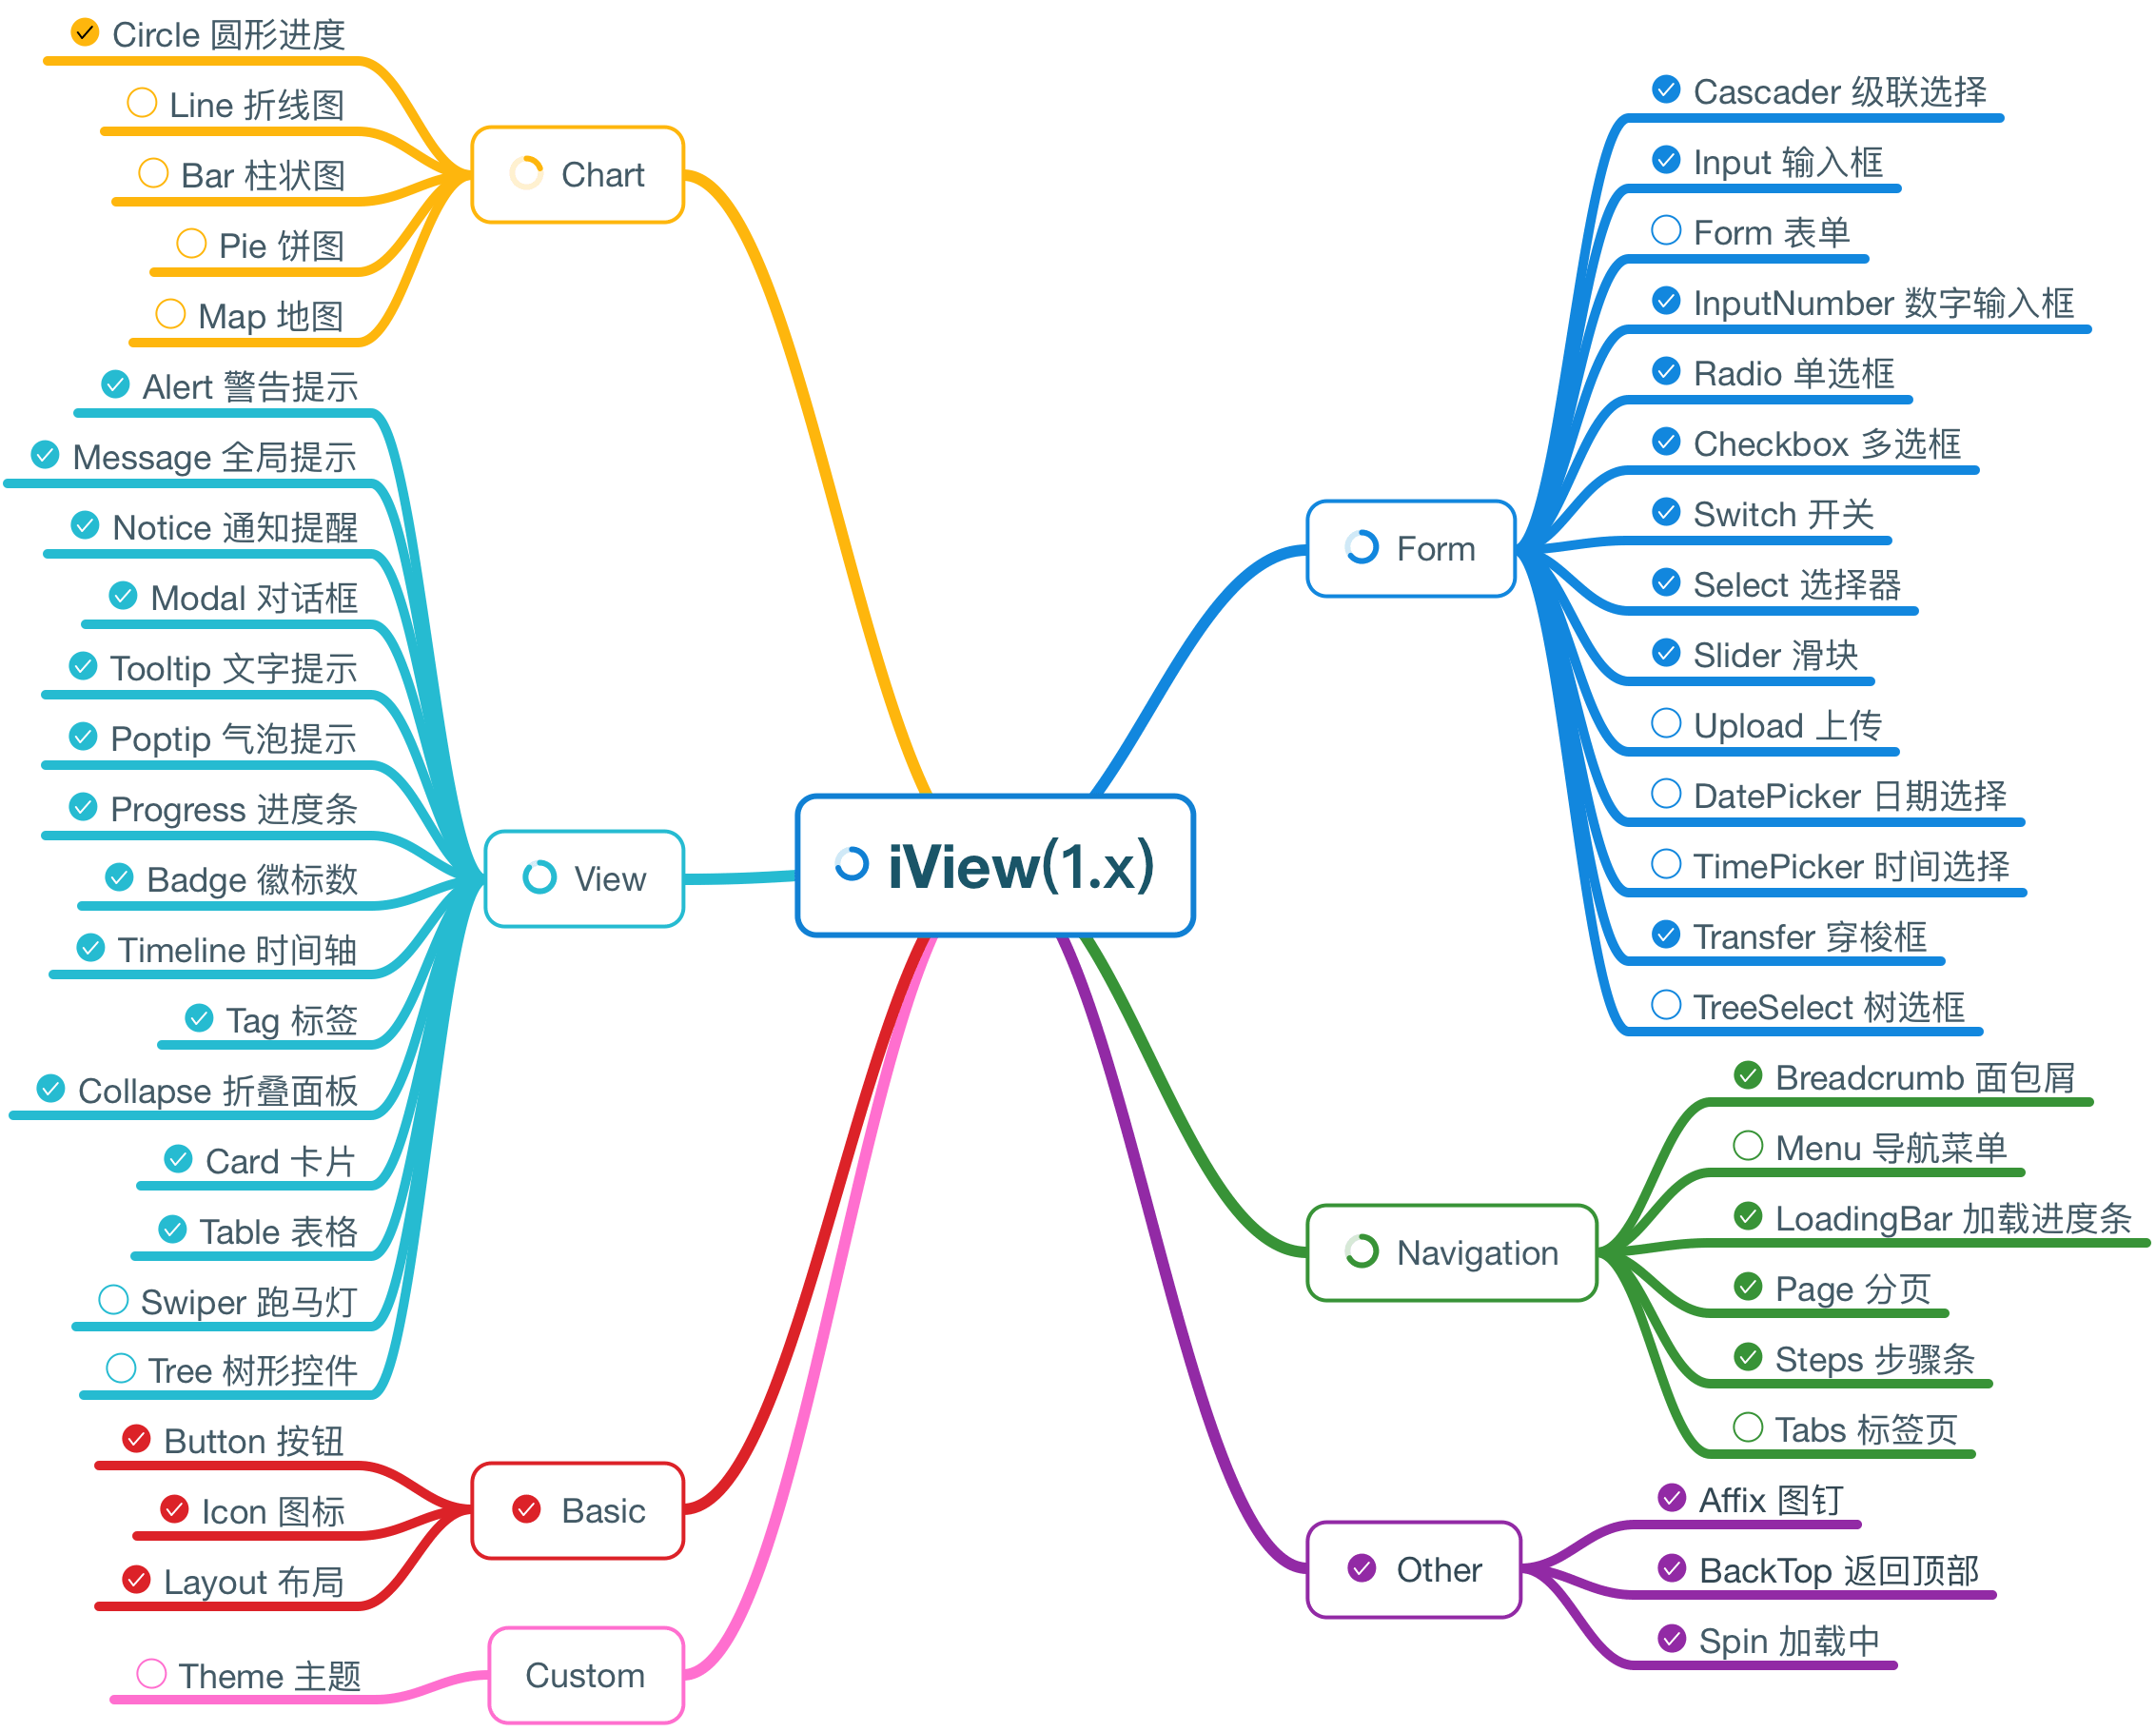 iView(1.x)
Chart
Circle 圆形进度
Line 折线图
Bar 柱状图
Pie 饼图
Map 地图
View
Alert 警告提示
Message 全局提示
Notice 通知提醒
Modal 对话框
Tooltip 文字提示
Poptip 气泡提示
Progress 进度条
Badge 徽标数
Timeline 时间轴
Tag 标签
Collapse 折叠面板
Card 卡片
Table 表格
Swiper 跑马灯
Tree 树形控件
Basic
Button 按钮
Icon 图标
Layout 布局
Custom
Theme 主题
Form
Cascader 级联选择
Input 输入框
Form 表单
InputNumber 数字输入框
Radio 单选框
Checkbox 多选框
Switch 开关
Select 选择器
Slider 滑块
Upload 上传
DatePicker 日期选择
TimePicker 时间选择
Transfer 穿梭框
TreeSelect 树选框
Navigation
Breadcrumb 面包屑
Menu 导航菜单
LoadingBar 加载进度条
Page 分页
Steps 步骤条
Tabs 标签页
Other
Affix 图钉
BackTop 返回顶部
Spin 加载中